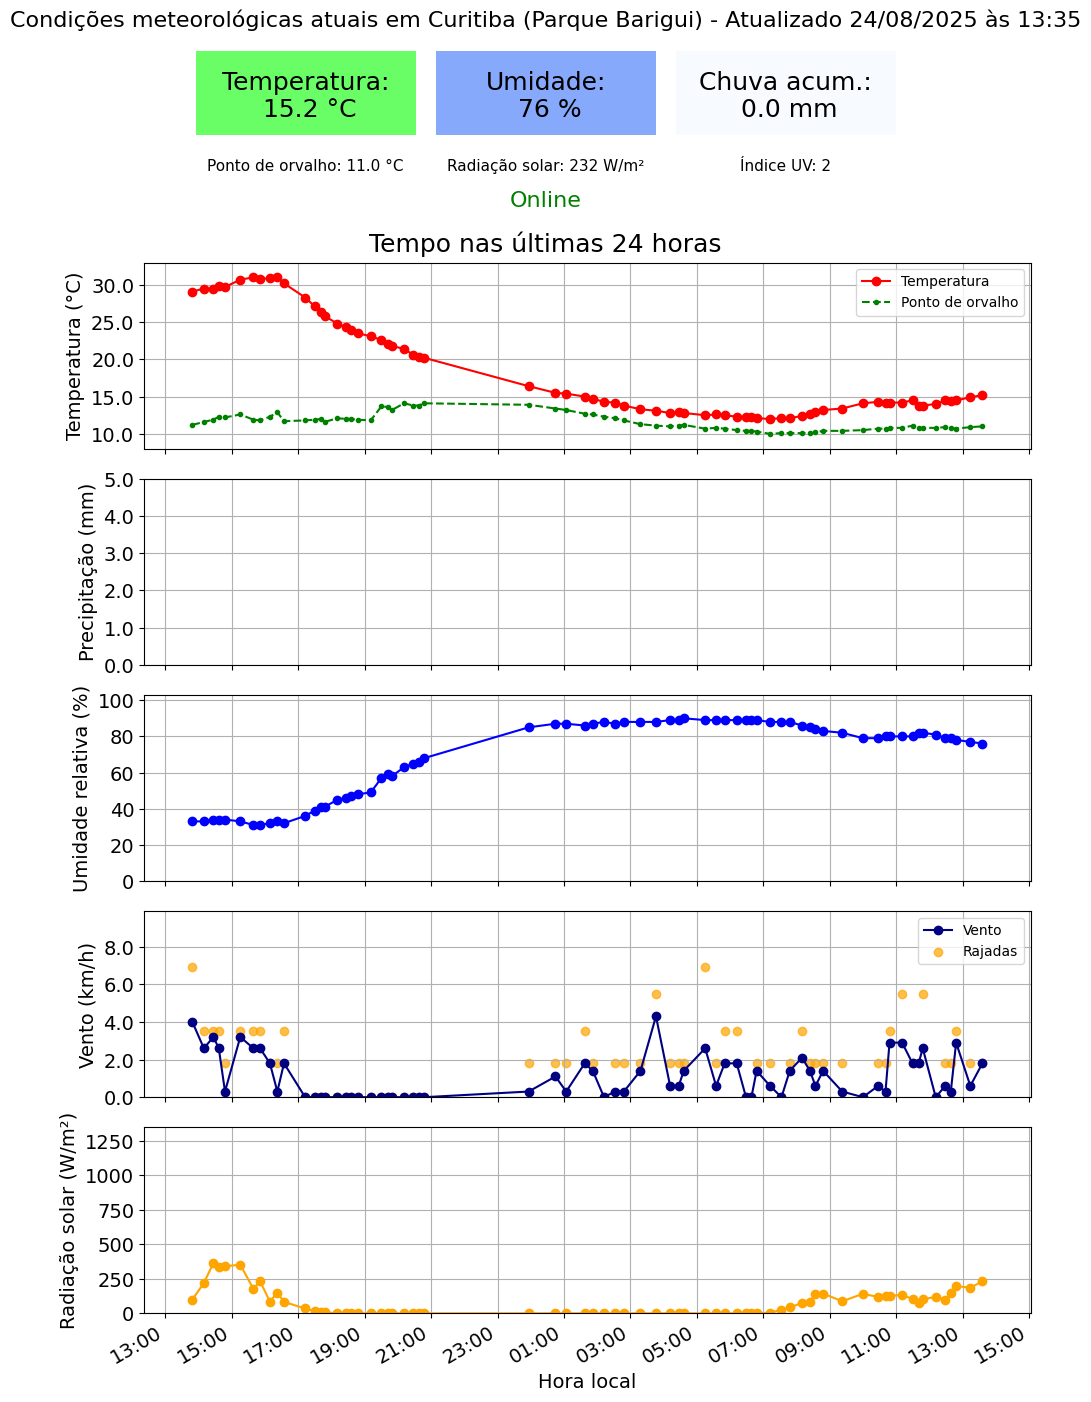 Condições meteorológicas atuais em Curitiba (Parque Barigui) - Atualizado 24/08/2025 às 13:35
Temperatura:
15.2 °C
Umidade:
76 %
Chuva acum.:
0.0 mm
Ponto de orvalho: 11.0 °C
Radiação solar: 232 W/m²
Índice UV: 2
Online
Tempo nas últimas 24 horas
Temperatura (°C)
30.0
25.0
20.0
15.0
10.0
Temperatura
Ponto de orvalho
Precipitação (mm)
5.0
4.0
3.0
2.0
1.0
0.0
Umidade relativa (%)
100
80
60
40
20
0
Vento (km/h)
8.0
6.0
4.0
2.0
0.0
Vento
Rajadas
Radiação solar (W/m²)
1250
1000
750
500
250
0
13:00
15:00
17:00
19:00
21:00
23:00
01:00
03:00
05:00
07:00
09:00
11:00
13:00
15:00
Hora local